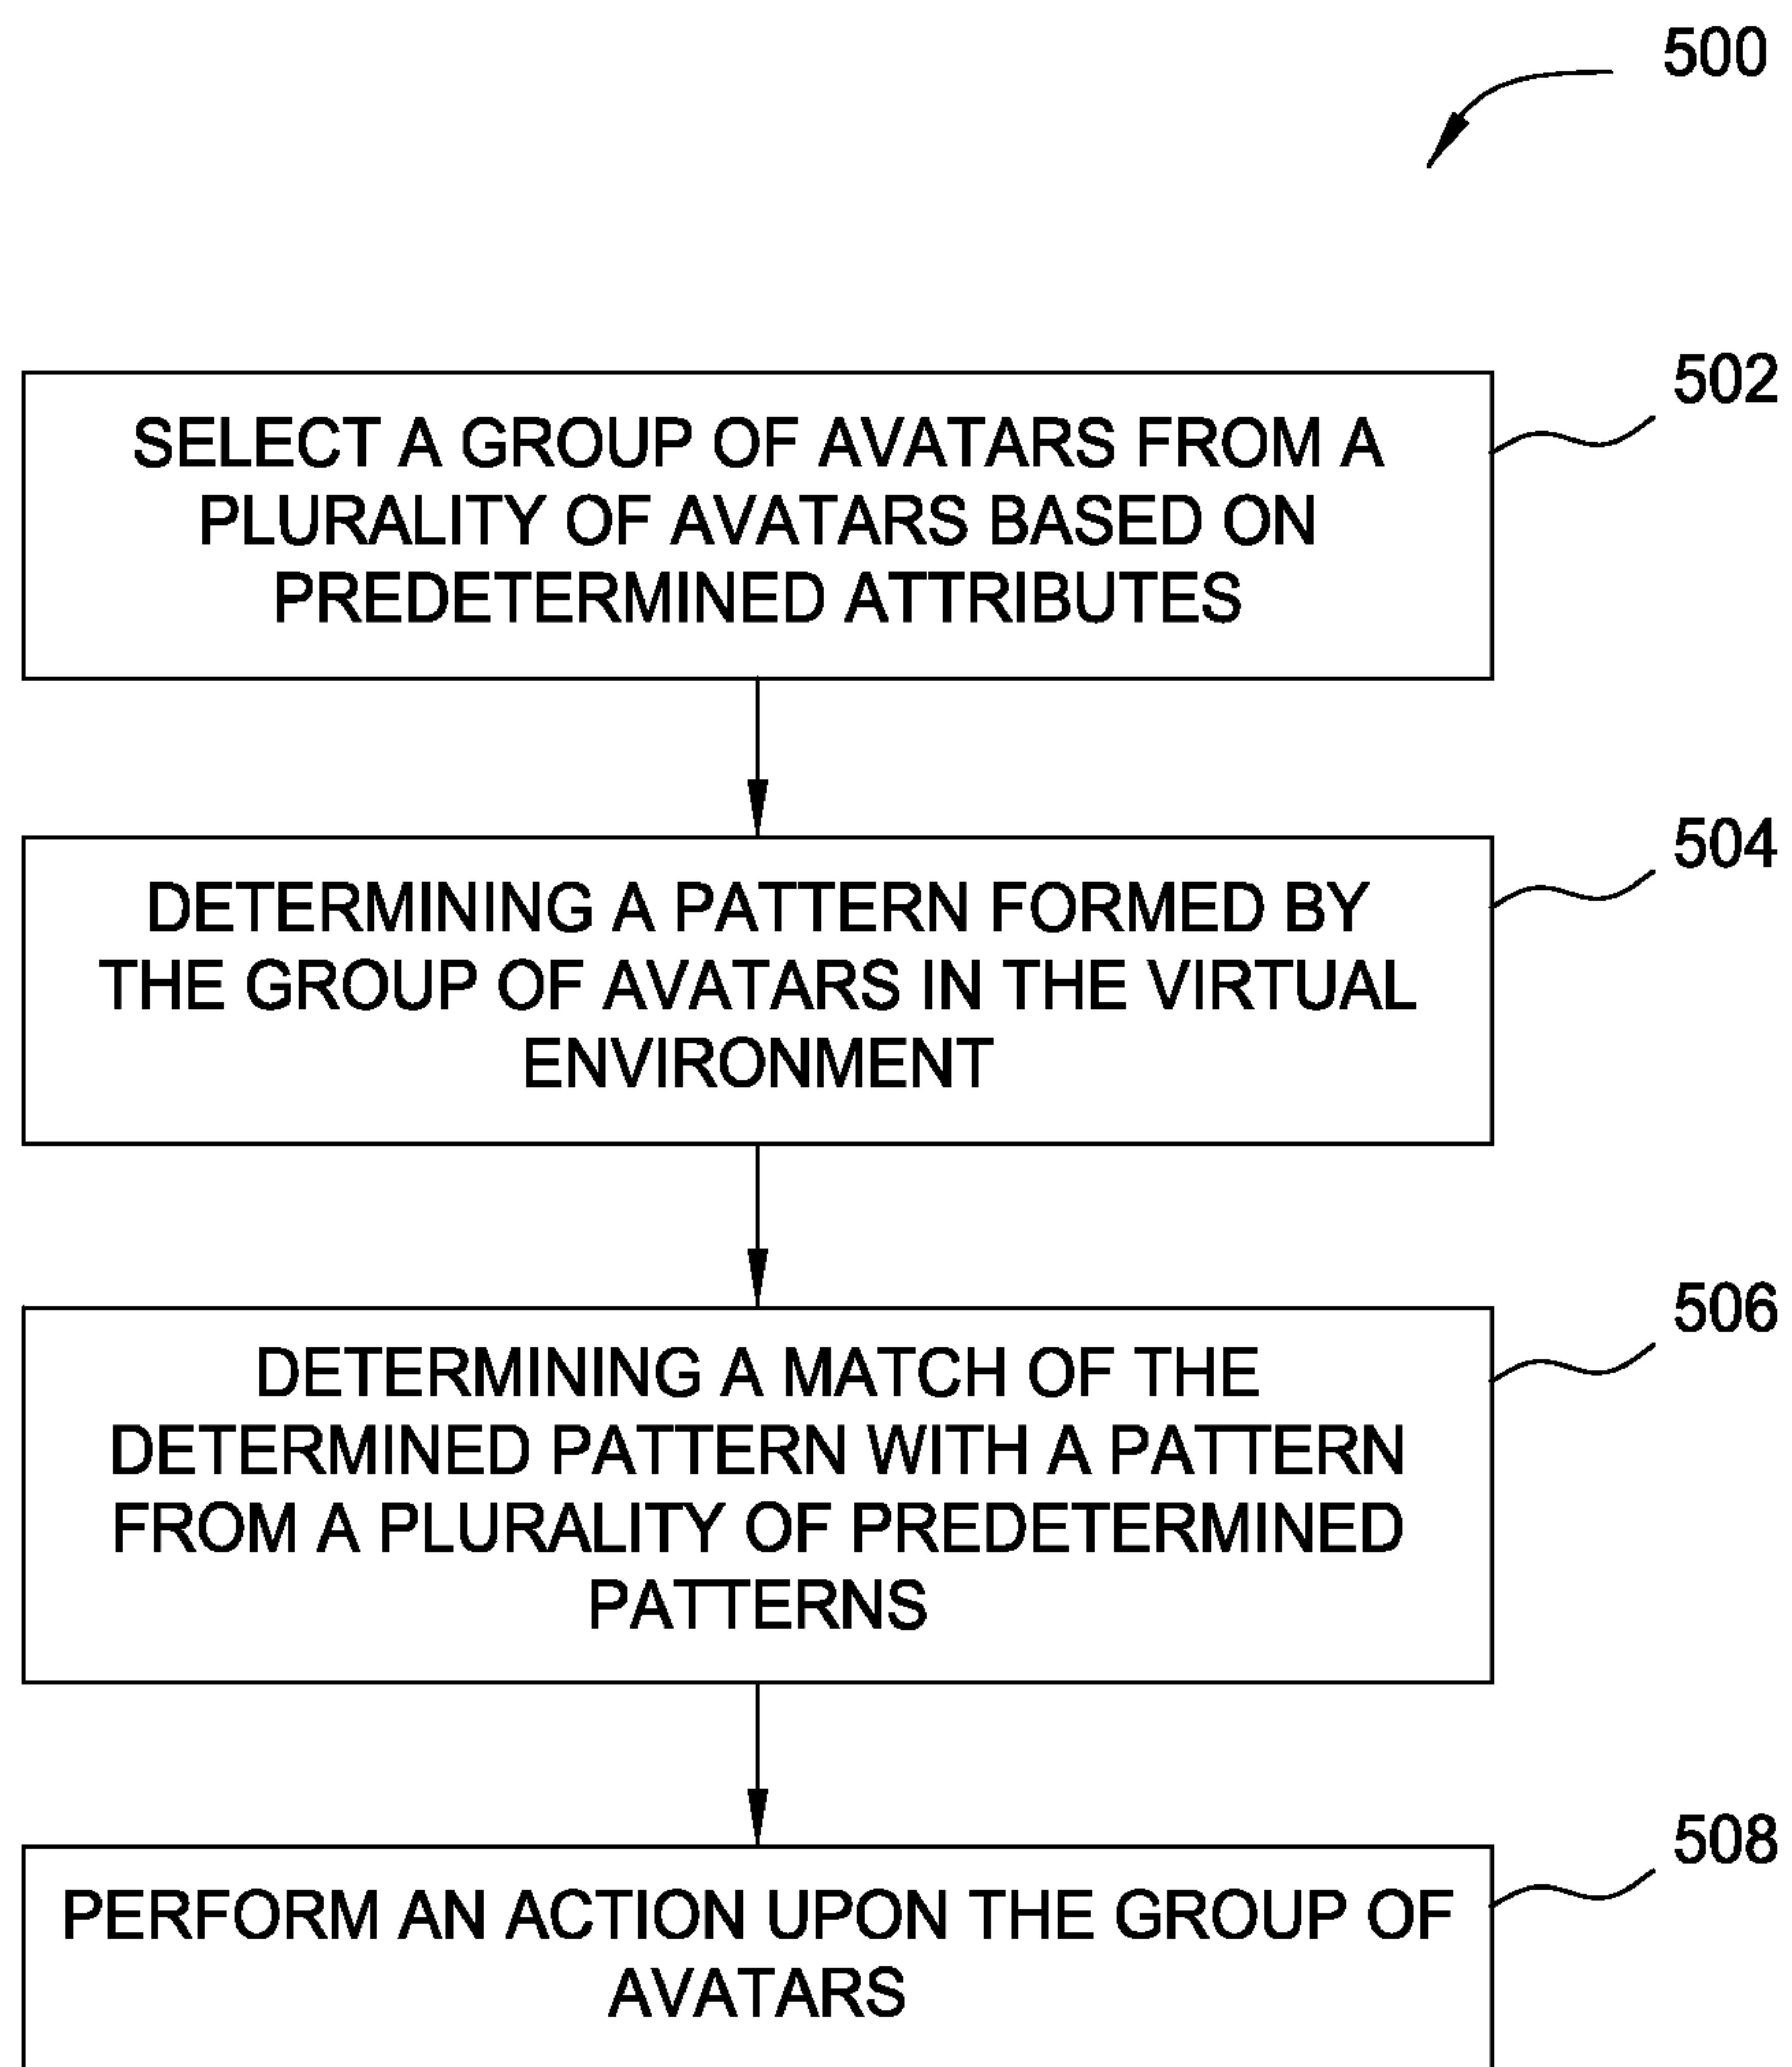 500
502
SELECT A GROUP OF AVATARS FROM A
PLURALITY OF AVATARS BASED ON
PREDETERMINED ATTRIBUTES
504
DETERMINING A PATTERN FORMED BY
THE GROUP OF AVATARS IN THE VIRTUAL
ENVIRONMENT
506
DETERMINING A MATCH OF THE
DETERMINED PATTERN WITH A PATTERN
FROM A PLURALITY OF PREDETERMINED
PATTERNS
508
PERFORM AN ACTION UPON THE GROUP OF
AVATARS